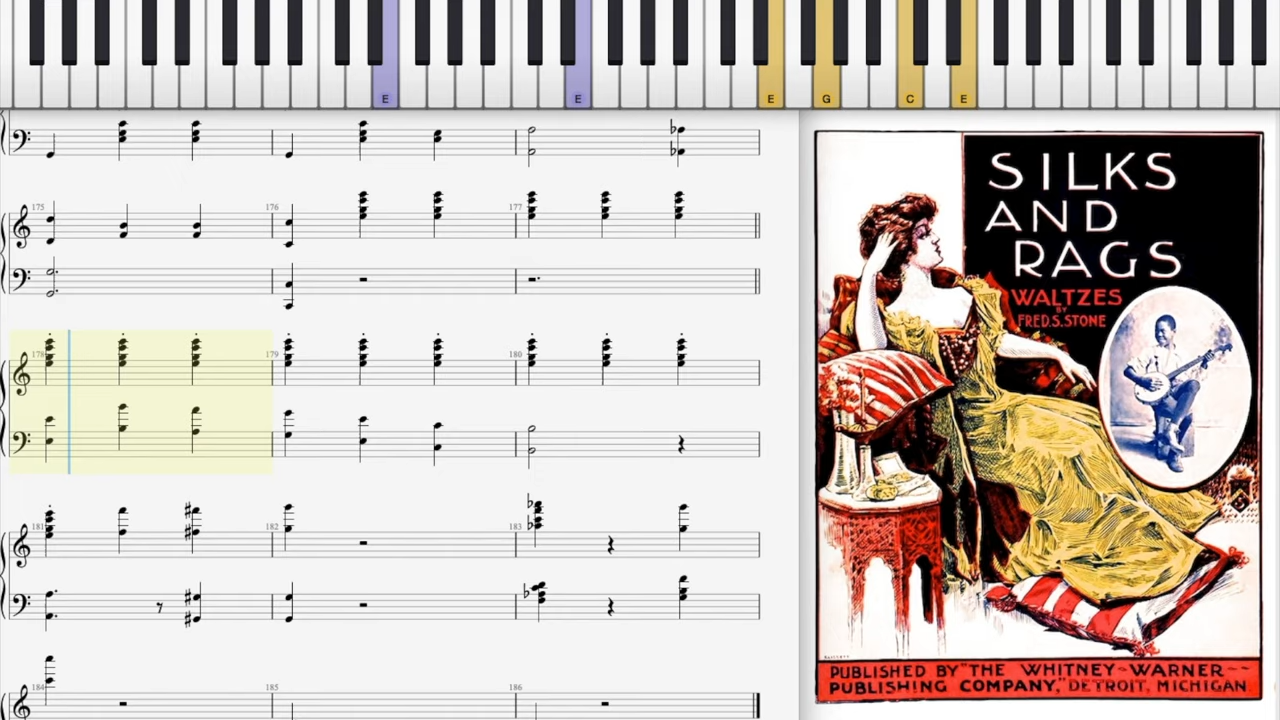 E E E G C E
SILKS
AND
RAGS
WALTZES
BY
FRED. S. STONE
175 176 177
178 179 180
181 182 183
184 185 186
PUBLISHED BY "THE WHITNEY-WARNER
PUBLISHING COMPANY," DETROIT, MICHIGAN